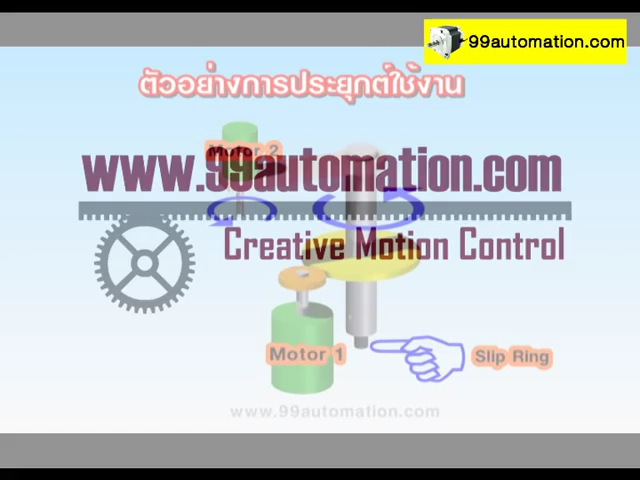 99automation.com
ตัวอย่างการประยุกต์ใช้งาน
Motor 2
www.99automation.com
Creative Motion Control
Motor 1
Slip Ring
www.99automation.com